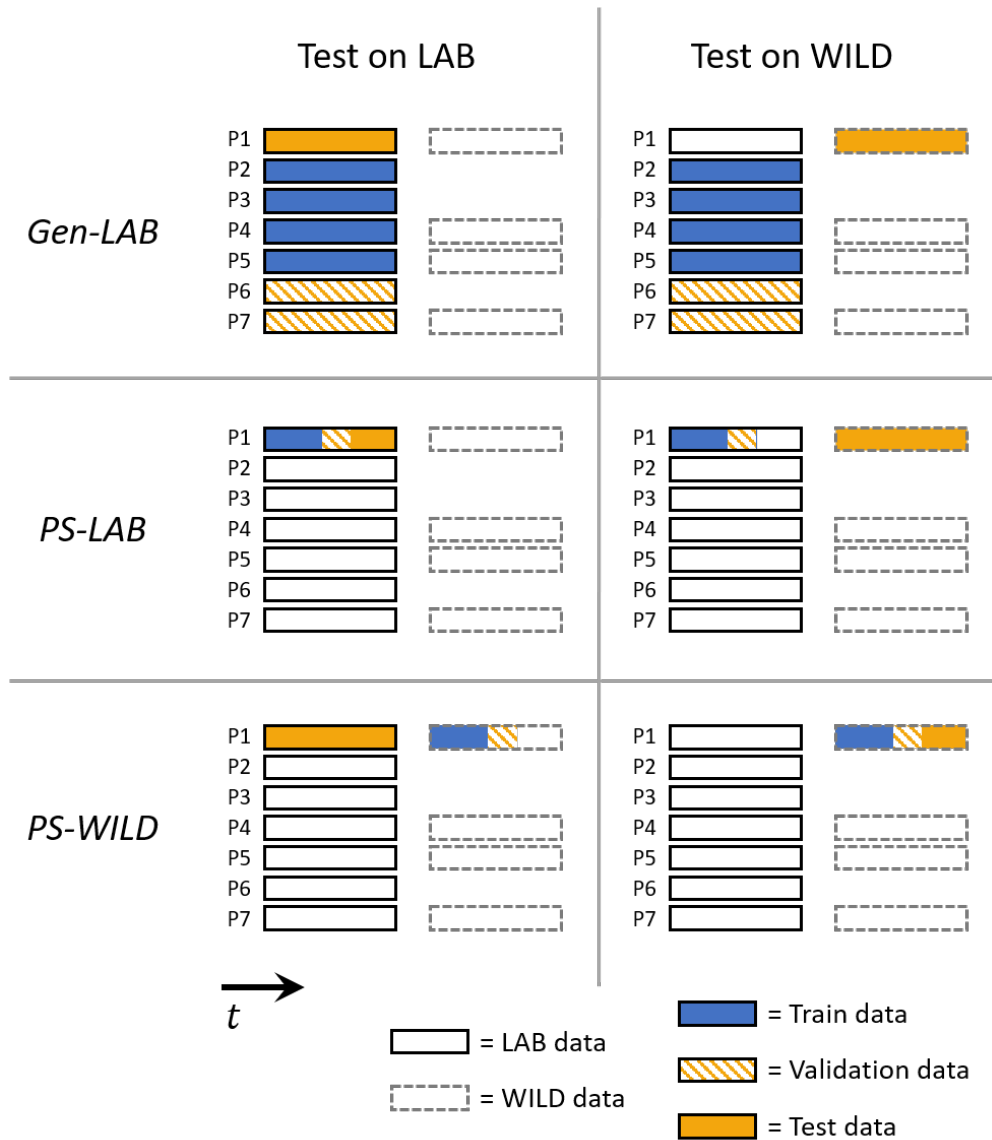 Test on LAB
Test on WILD
Gen-LAB
P1
P2
P3
P4
P5
P6
P7
P1
P2
P3
P4
P5
P6
P7
PS-LAB
P1
P2
P3
P4
P5
P6
P7
P1
P2
P3
P4
P5
P6
P7
PS-WILD
P1
P2
P3
P4
P5
P6
P7
P1
P2
P3
P4
P5
P6
P7
t
= LAB data
= WILD data
= Train data
= Validation data
= Test data